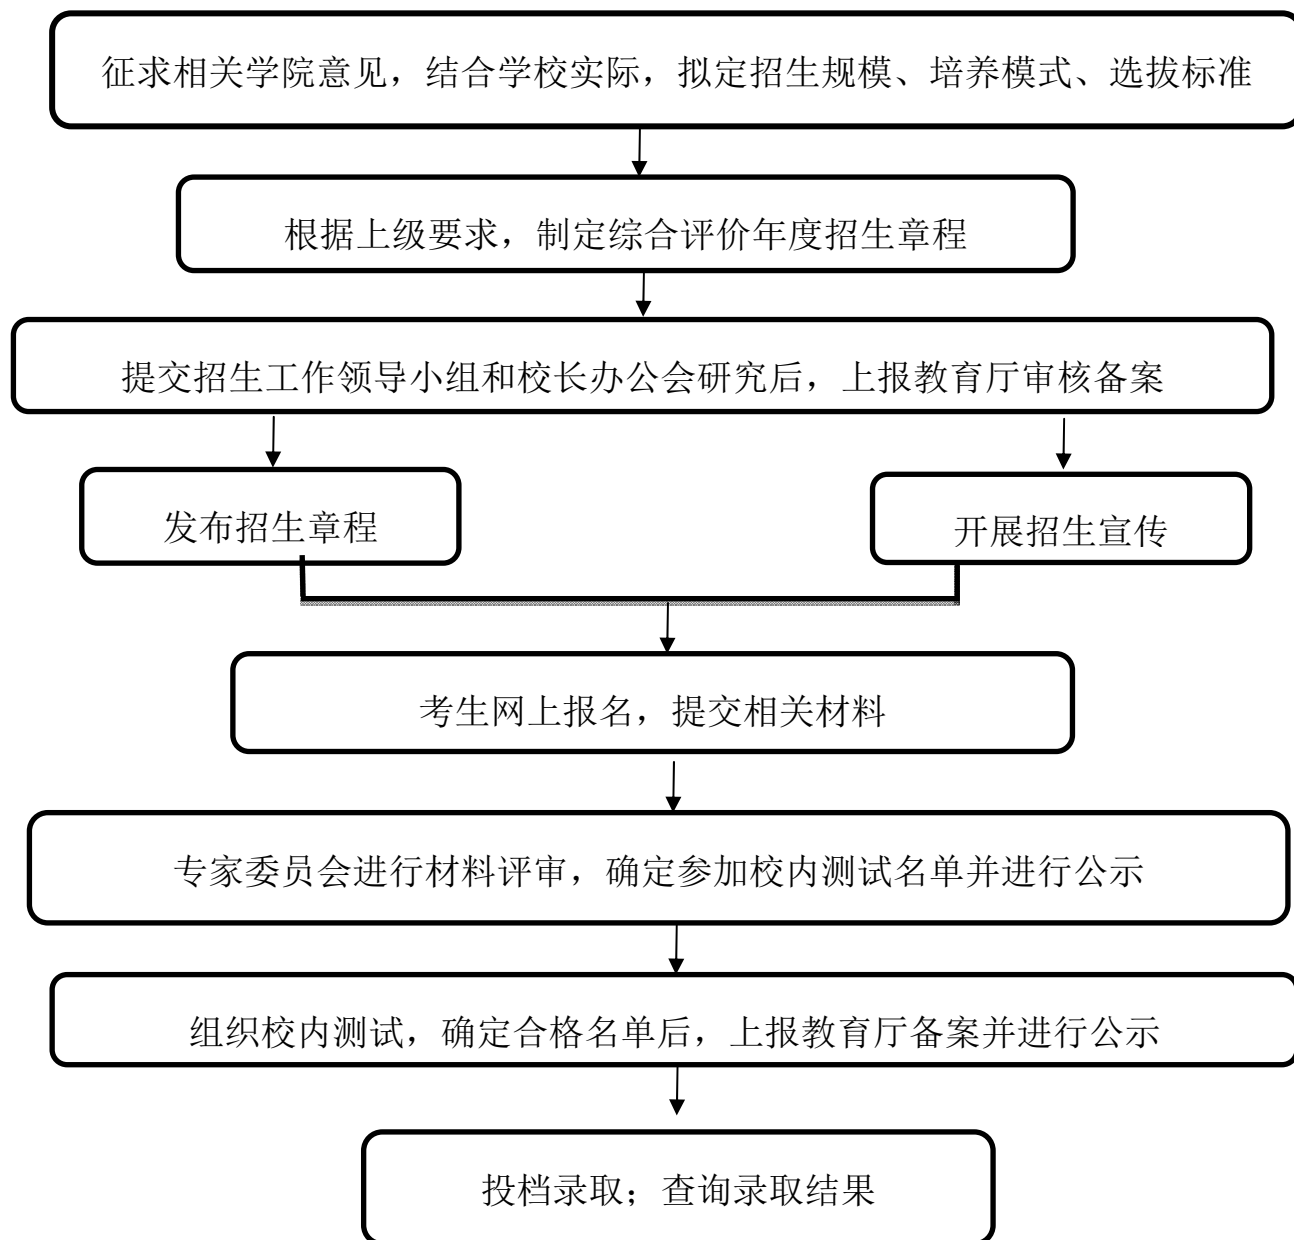 征求相关学院意见，结合学校实际，拟定招生规模、培养模式、选拔标准
根据上级要求，制定综合评价年度招生章程
提交招生工作领导小组和校长办公会研究后，上报教育厅审核备案
发布招生章程
开展招生宣传
考生网上报名，提交相关材料
专家委员会进行材料评审，确定参加校内测试名单并进行公示
组织校内测试，确定合格名单后，上报教育厅备案并进行公示
投档录取；查询录取结果